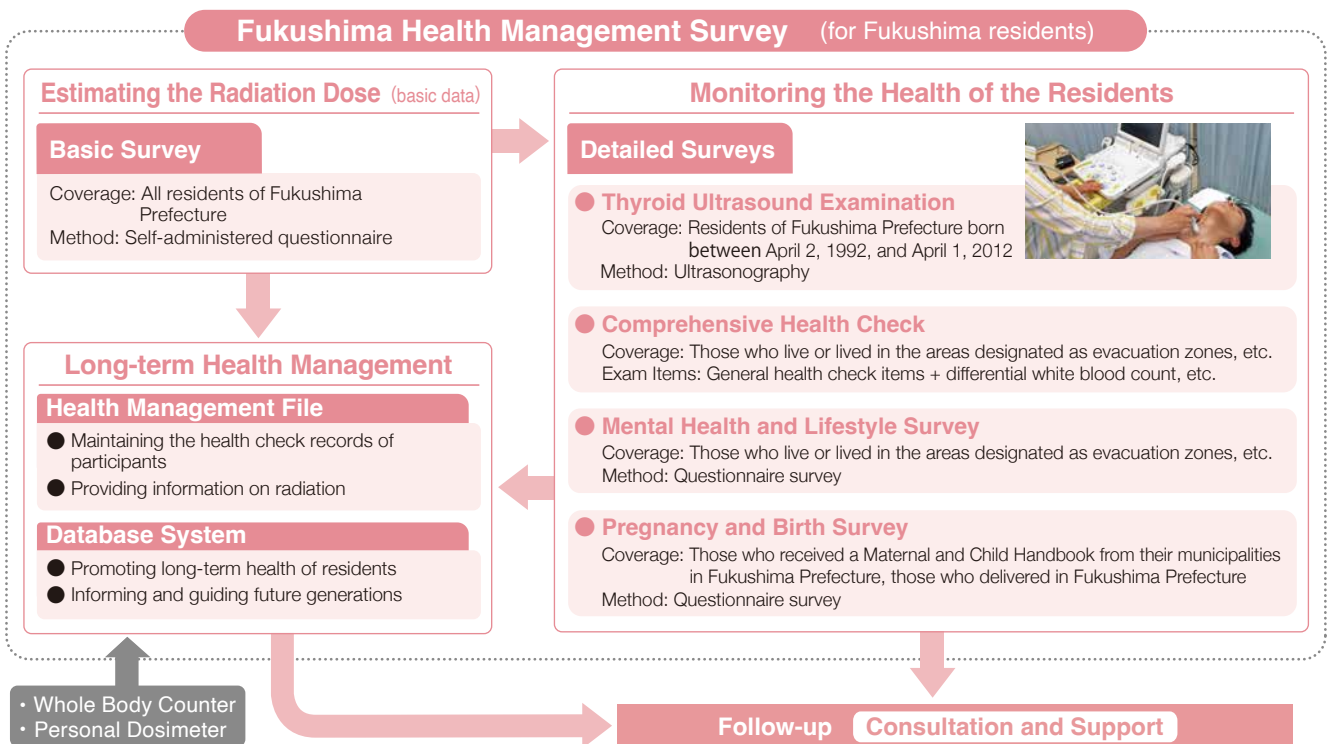 Fukushima Health Management Survey (for Fukushima residents)
Estimating the Radiation Dose (basic data)
Basic Survey
Coverage: All residents of Fukushima
Prefecture
Method: Self-administered questionnaire
Monitoring the Health of the Residents
Detailed Surveys
● Thyroid Ultrasound Examination
Coverage: Residents of Fukushima Prefecture born
between April 2, 1992, and April 1, 2012
Method: Ultrasonography
● Comprehensive Health Check
Coverage: Those who live or lived in the areas designated as evacuation zones, etc.
Exam Items: General health check items + differential white blood count, etc.
● Mental Health and Lifestyle Survey
Coverage: Those who live or lived in the areas designated as evacuation zones, etc.
Method: Questionnaire survey
● Pregnancy and Birth Survey
Coverage: Those who received a Maternal and Child Handbook from their municipalities
in Fukushima Prefecture, those who delivered in Fukushima Prefecture
Method: Questionnaire survey
Long-term Health Management
Health Management File
● Maintaining the health check records of
participants
● Providing information on radiation
Database System
● Promoting long-term health of residents
● Informing and guiding future generations
・Whole Body Counter
・Personal Dosimeter
Follow-up Consultation and Support